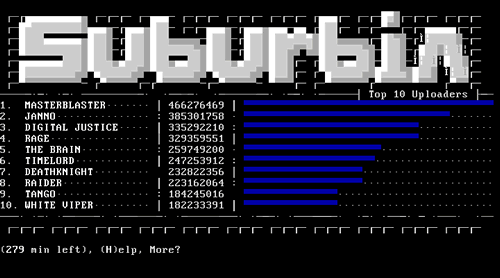 Suburbia
Top 10 Uploaders
1. MASTERBLASTER 466276469
2. JANNO 385301758
3. DIGITAL JUSTICE 335292210
4. RAGE 329359551
5. THE BRAIN 259749200
6. TIMELORD 247253912
7. DEATHKNIGHT 232822356
8. RAIDER 223162064
9. TANGO 184245016
10. WHITE VIPER 182233391
(279 min left), (H)elp, More?